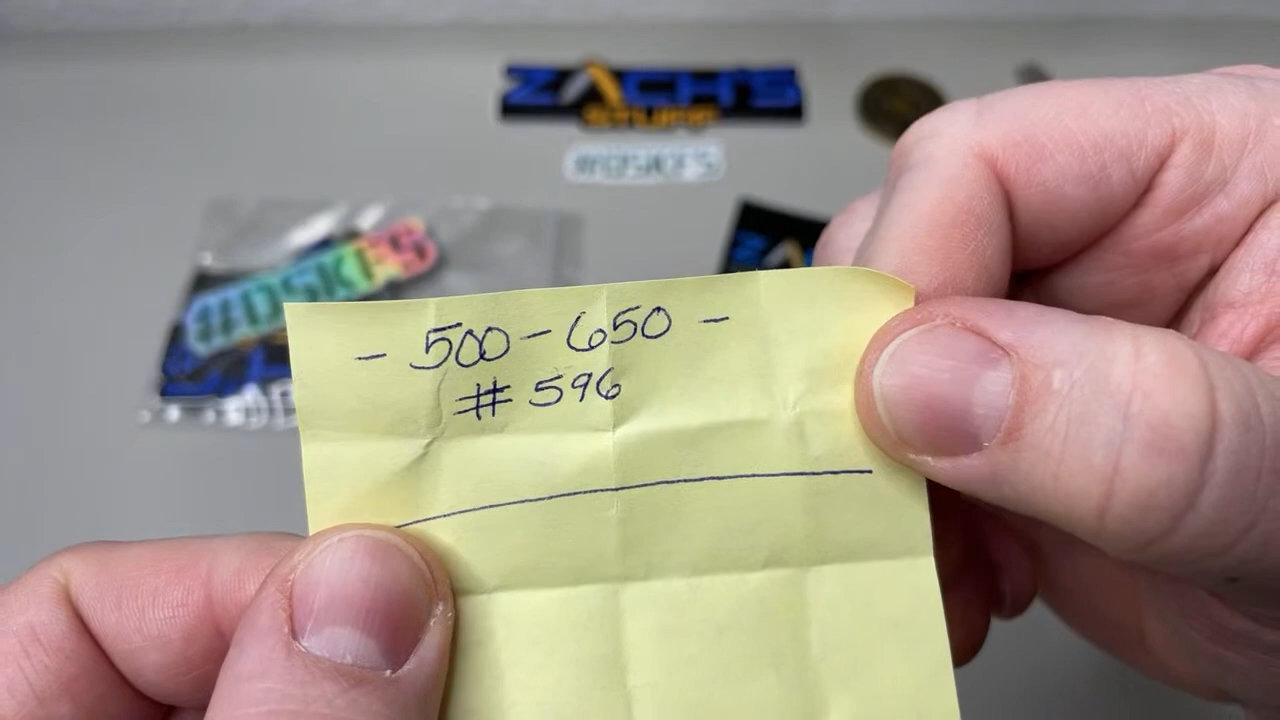 ZACH'S
STUFF
#DSKFS
#DSKFS
- 500 - 650 -
# 596